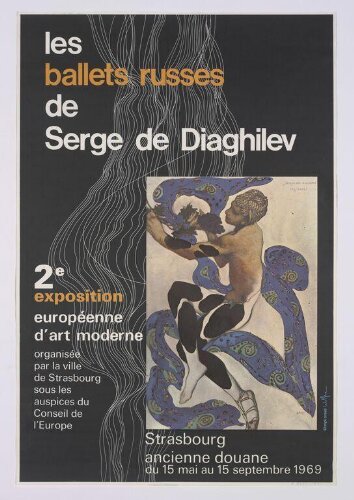 les
ballets russes
de
Serge de Diaghilev
2e
exposition
européenne
d'art moderne
organisée
par la ville
de Strasbourg
sous les
auspices du
Conseil de
l'Europe
Strasbourg
ancienne douane
du 15 mai au 15 septembre 1969